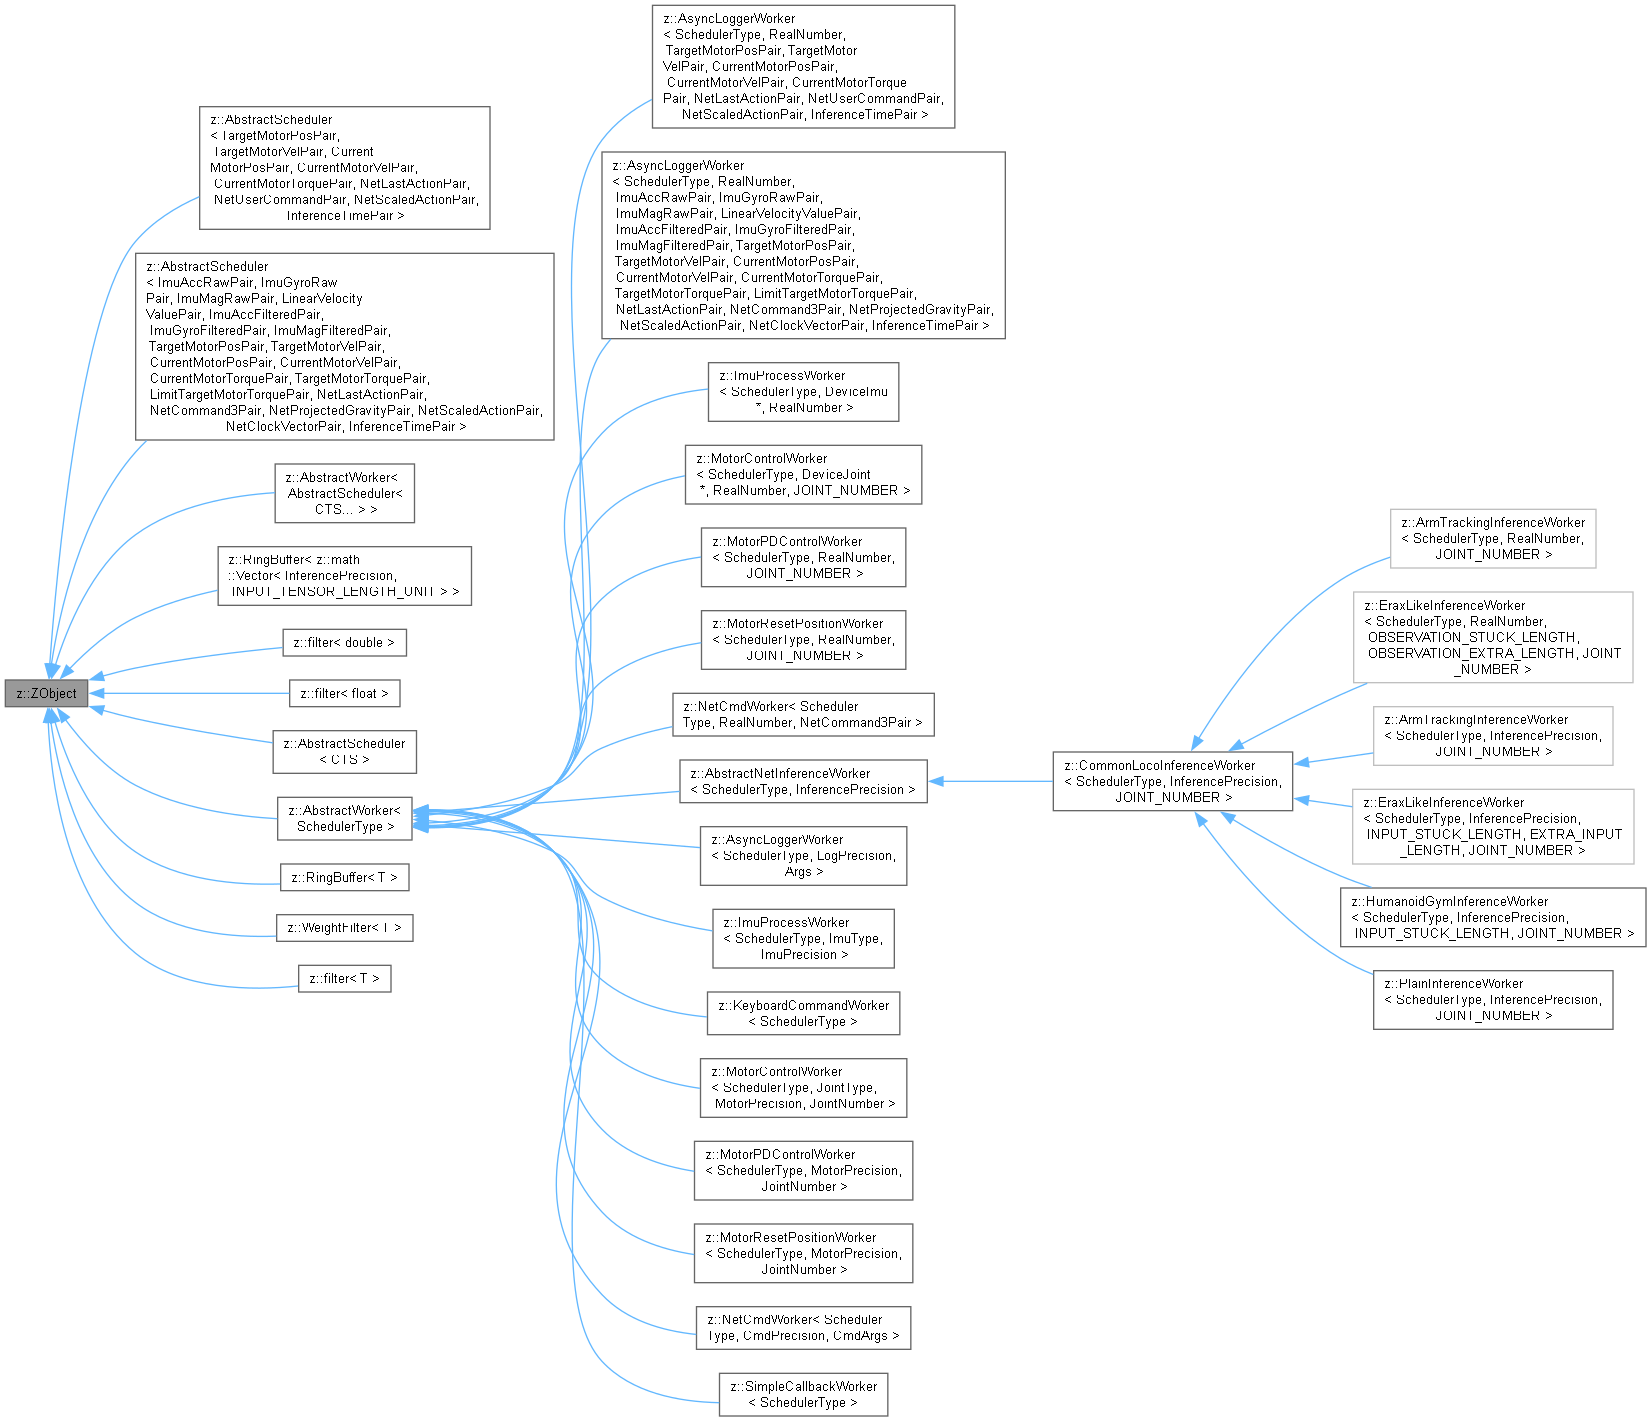 z::ZObject
z::AbstractScheduler
< TargetMotorPosPair,
TargetMotorVelPair, Current
MotorPosPair, CurrentMotorVelPair,
CurrentMotorTorquePair, NetLastActionPair,
NetUserCommandPair, NetScaledActionPair,
InferenceTimePair >
z::AbstractScheduler
< ImuAccRawPair, ImuGyroRaw
Pair, ImuMagRawPair, LinearVelocity
ValuePair, ImuAccFilteredPair,
ImuGyroFilteredPair, ImuMagFilteredPair,
TargetMotorPosPair, TargetMotorVelPair,
CurrentMotorPosPair, CurrentMotorVelPair,
CurrentMotorTorquePair, TargetMotorTorquePair,
LimitTargetMotorTorquePair, NetLastActionPair,
NetCommand3Pair, NetProjectedGravityPair, NetScaledActionPair,
NetClockVectorPair, InferenceTimePair >
z::AbstractWorker<
AbstractScheduler<
CTS... > >
z::RingBuffer< z::math
::Vector< InferencePrecision,
INPUT_TENSOR_LENGTH_UNIT > >
z::filter< double >
z::filter< float >
z::AbstractScheduler
< CTS >
z::AbstractWorker<
SchedulerType >
z::RingBuffer< T >
z::WeightFilter< T >
z::filter< T >
z::AsyncLoggerWorker
< SchedulerType, RealNumber,
TargetMotorPosPair, TargetMotor
VelPair, CurrentMotorPosPair,
CurrentMotorVelPair, CurrentMotorTorque
Pair, NetLastActionPair, NetUserCommandPair,
NetScaledActionPair, InferenceTimePair >
z::AsyncLoggerWorker
< SchedulerType, RealNumber,
ImuAccRawPair, ImuGyroRawPair,
ImuMagRawPair, LinearVelocityValuePair,
ImuAccFilteredPair, ImuGyroFilteredPair,
ImuMagFilteredPair, TargetMotorPosPair,
TargetMotorVelPair, CurrentMotorPosPair,
CurrentMotorVelPair, CurrentMotorTorquePair,
TargetMotorTorquePair, LimitTargetMotorTorquePair,
NetLastActionPair, NetCommand3Pair, NetProjectedGravityPair,
NetScaledActionPair, NetClockVectorPair, InferenceTimePair >
z::ImuProcessWorker
< SchedulerType, DeviceImu
*, RealNumber >
z::MotorControlWorker
< SchedulerType, DeviceJoint
*, RealNumber, JOINT_NUMBER >
z::MotorPDControlWorker
< SchedulerType, RealNumber,
JOINT_NUMBER >
z::MotorResetPositionWorker
< SchedulerType, RealNumber,
JOINT_NUMBER >
z::NetCmdWorker< Scheduler
Type, RealNumber, NetCommand3Pair >
z::AbstractNetInferenceWorker
< SchedulerType, InferencePrecision >
z::AsyncLoggerWorker
< SchedulerType, LogPrecision,
Args >
z::ImuProcessWorker
< SchedulerType, ImuType,
ImuPrecision >
z::KeyboardCommandWorker
< SchedulerType >
z::MotorControlWorker
< SchedulerType, JointType,
MotorPrecision, JointNumber >
z::MotorPDControlWorker
< SchedulerType, MotorPrecision,
JointNumber >
z::MotorResetPositionWorker
< SchedulerType, MotorPrecision,
JointNumber >
z::NetCmdWorker< Scheduler
Type, CmdPrecision, CmdArgs >
z::SimpleCallbackWorker
< SchedulerType >
z::CommonLocoInferenceWorker
< SchedulerType, InferencePrecision,
JOINT_NUMBER >
z::ArmTrackingInferenceWorker
< SchedulerType, RealNumber,
JOINT_NUMBER >
z::EraxLikeInferenceWorker
< SchedulerType, RealNumber,
OBSERVATION_STUCK_LENGTH,
OBSERVATION_EXTRA_LENGTH, JOINT
_NUMBER >
z::ArmTrackingInferenceWorker
< SchedulerType, InferencePrecision,
JOINT_NUMBER >
z::EraxLikeInferenceWorker
< SchedulerType, InferencePrecision,
INPUT_STUCK_LENGTH, EXTRA_INPUT
_LENGTH, JOINT_NUMBER >
z::HumanoidGymInferenceWorker
< SchedulerType, InferencePrecision,
INPUT_STUCK_LENGTH, JOINT_NUMBER >
z::PlainInferenceWorker
< SchedulerType, InferencePrecision,
JOINT_NUMBER >